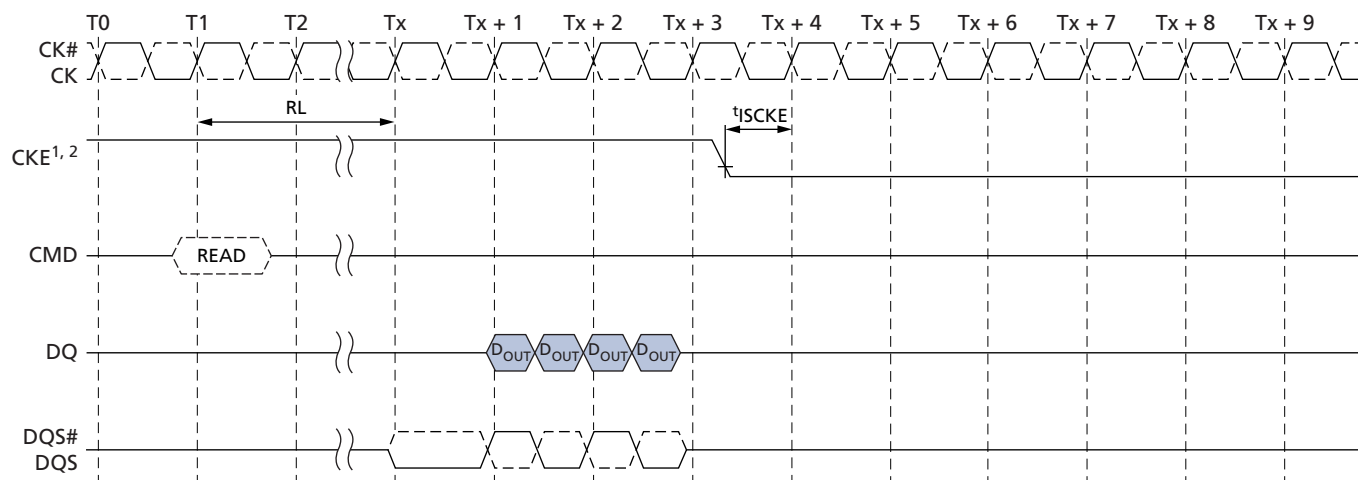 T0 T1 T2 Tx Tx + 1 Tx + 2 Tx + 3 Tx + 4 Tx + 5 Tx + 6 Tx + 7 Tx + 8 Tx + 9
CK#
CK
RL
tISCKE
CKE1, 2
CMD READ
DQ DOUT DOUT DOUT DOUT
DQS#
DQS